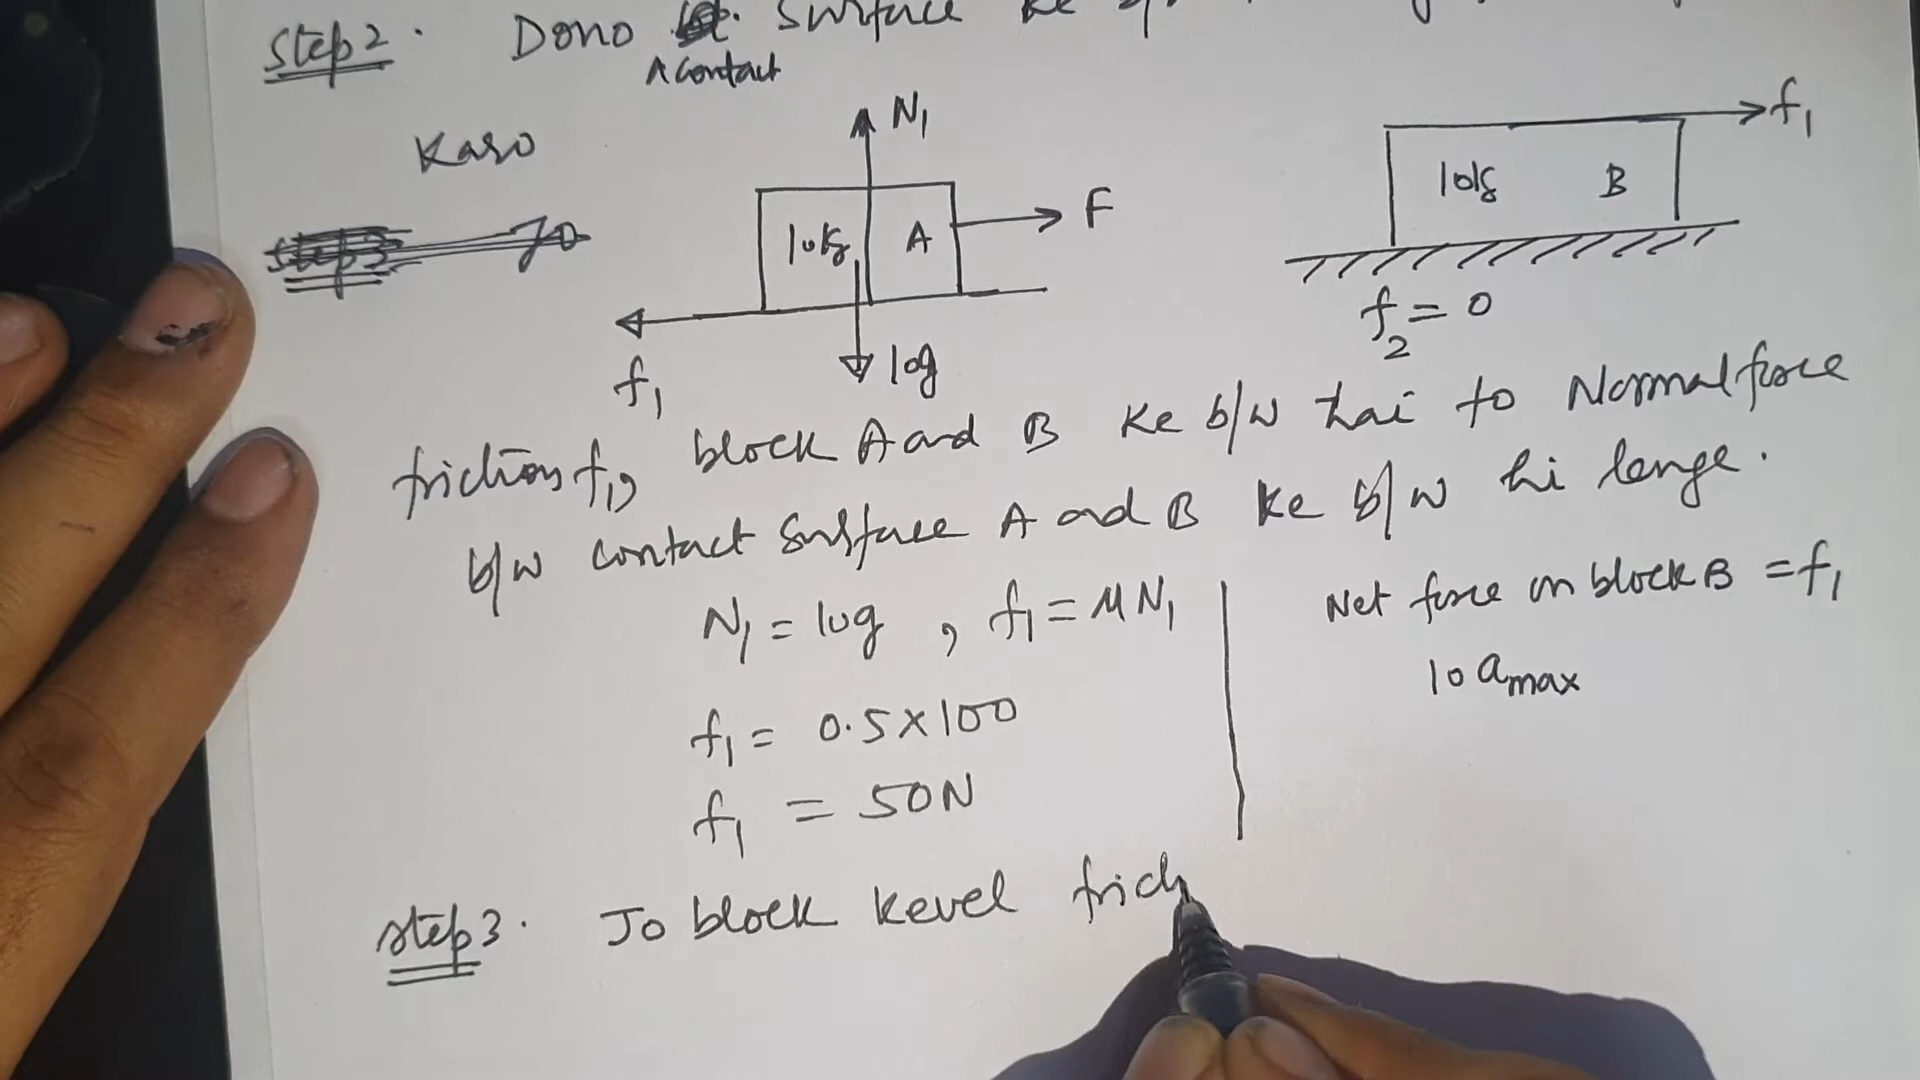 Step 2. Dono surface ke
contact
Karo
N1
10kg A
F
f1
10g
f1
10kg B
f2 = 0
friction f1, block A and B ke b/w hai to Normal force
b/w contact surface A and B ke b/w hi lenge.
N1 = 10g , f1 = μN1
f1 = 0.5 × 100
f1 = 50N
Net force on block B = f1
10 amax
step 3. Jo block kevel frich